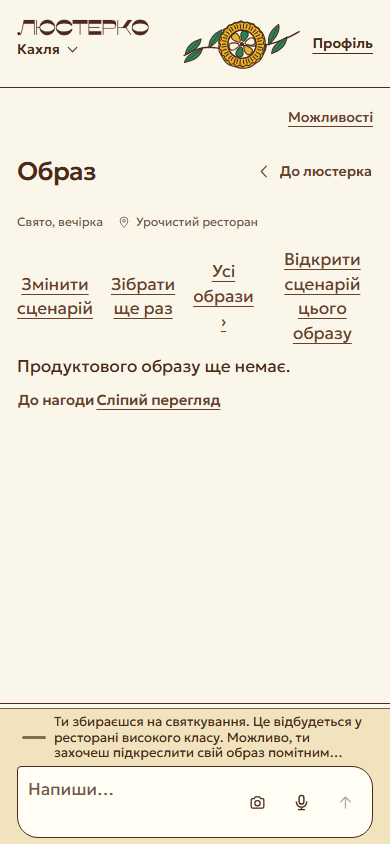 ЛЮСТЕРКО
Кахля
Профіль
Можливості
Образ
До люстерка
Свято, вечірка
Урочистий ресторан
Змінити
сценарій
Зібрати
ще раз
Усі
образи
›
Відкрити
сценарій
цього
образу
Продуктового образу ще немає.
До нагоди Сліпий перегляд
Ти збираєшся на святкування. Це відбудеться у
ресторані високого класу. Можливо, ти
захочеш підкреслити свій образ помітним…
Напиши…